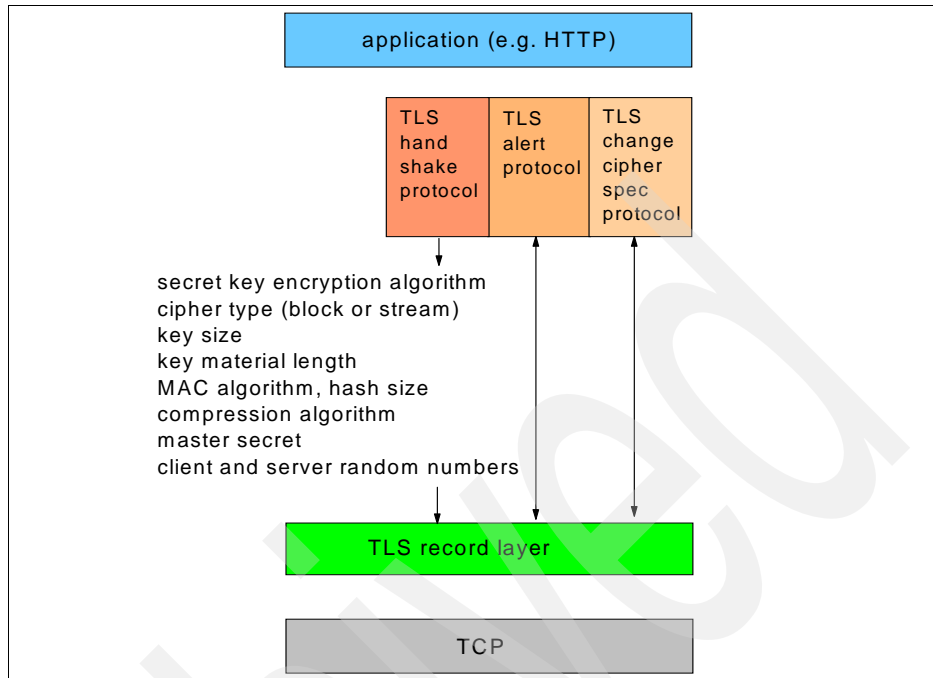 application (e.g. HTTP)
TLS
hand
shake
protocol
TLS
alert
protocol
TLS
change
cipher
spec
protocol
secret key encryption algorithm
cipher type (block or stream)
key size
key material length
MAC algorithm, hash size
compression algorithm
master secret
client and server random numbers
TLS record layer
TCP